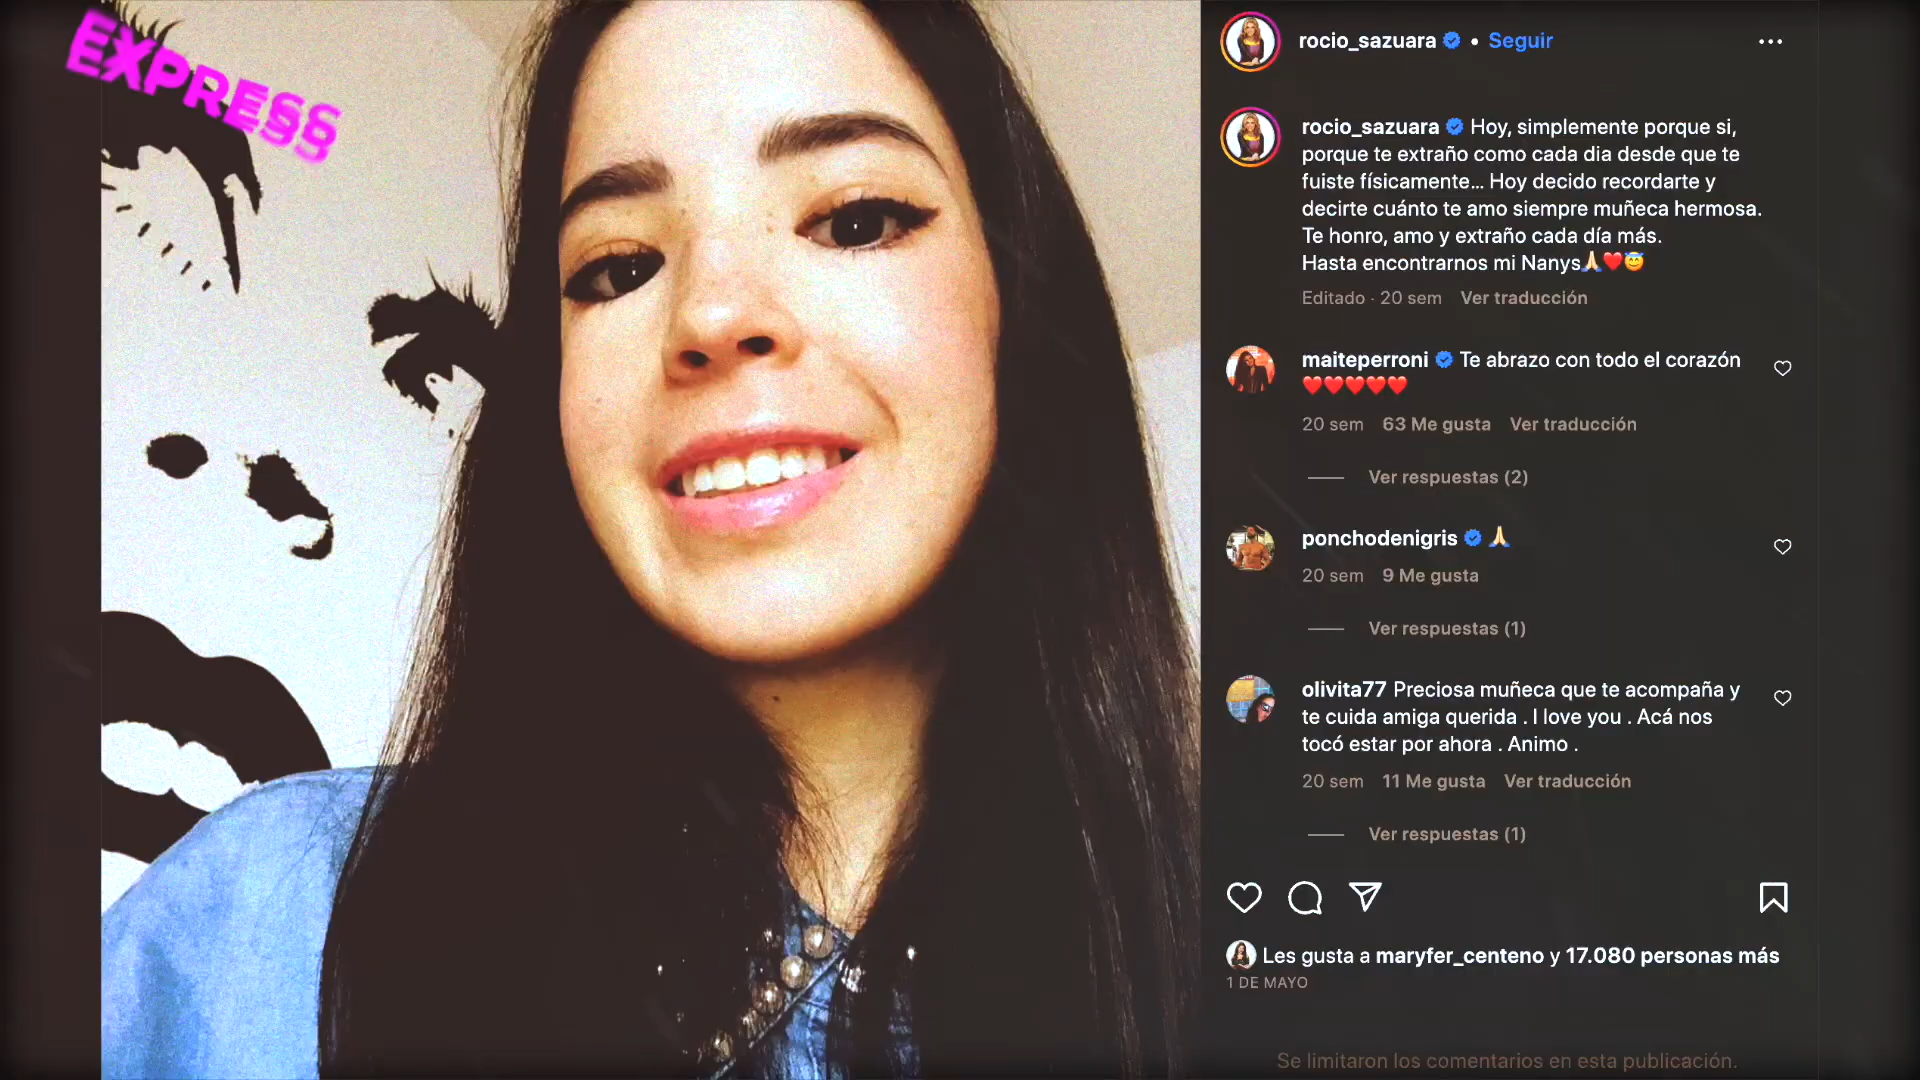 EXPRESS
rocio_sazuara • Seguir
rocio_sazuara Hoy, simplemente porque si,
porque te extraño como cada dia desde que te
fuiste físicamente... Hoy decido recordarte y
decirte cuánto te amo siempre muñeca hermosa.
Te honro, amo y extraño cada día más.
Hasta encontrarnos mi Nanys🙏🏻❤️😇
Editado · 20 sem Ver traducción
maiteperroni Te abrazo con todo el corazón
❤️❤️❤️❤️❤️
20 sem 63 Me gusta Ver traducción
Ver respuestas (2)
ponchodenigris 🙏🏻
20 sem 9 Me gusta
Ver respuestas (1)
olivita77 Preciosa muñeca que te acompaña y
te cuida amiga querida . I love you . Acá nos
tocó estar por ahora . Animo .
20 sem 11 Me gusta Ver traducción
Ver respuestas (1)
Les gusta a maryfer_centeno y 17.080 personas más
1 DE MAYO
Se limitaron los comentarios en esta publicación.